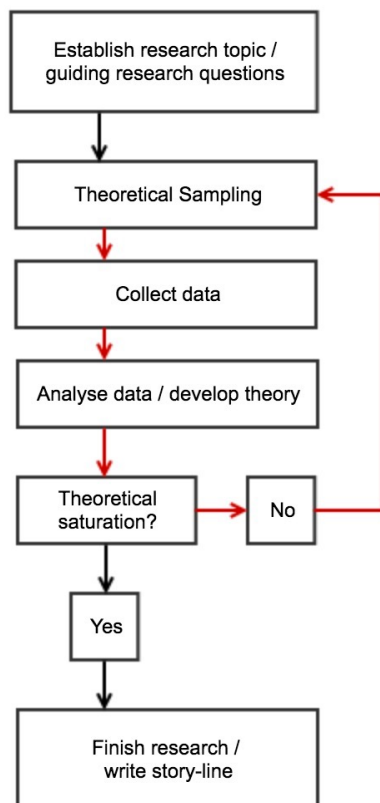 Establish research topic /
guiding research questions
Theoretical Sampling
Collect data
Analyse data / develop theory
Theoretical
saturation?
No
Yes
Finish research /
write story-line